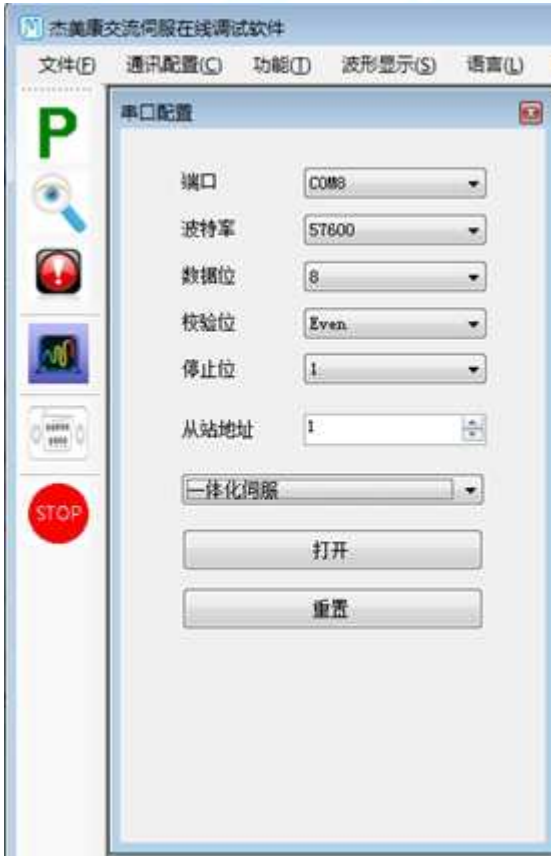 杰美康交流伺服在线调试软件
文件(F) 通讯配置(C) 功能(T) 波形显示(S) 语言(L)
P
串口配置
端口 COM8
波特率 57600
数据位 8
校验位 Even
停止位 1
从站地址 1
一体化伺服
STOP
打开
重置